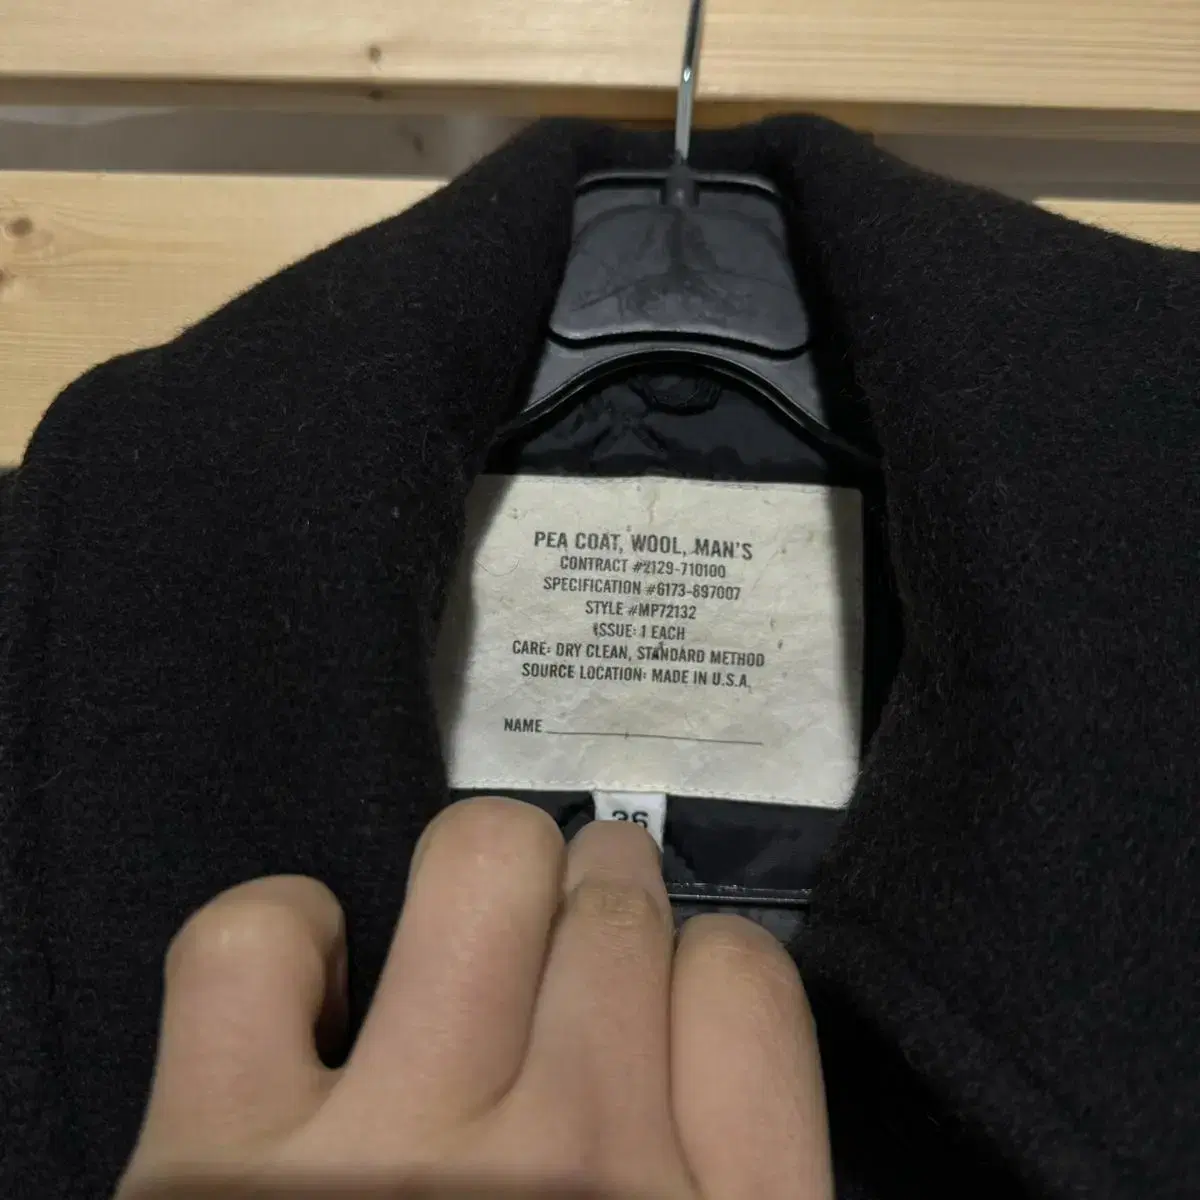 PEA COAT, WOOL, MAN'S
CONTRACT #2129-710100
SPECIFICATION #6173-897007
STYLE #MP72132
ISSUE: 1 EACH
CARE: DRY CLEAN, STANDARD METHOD
SOURCE LOCATION: MADE IN U.S.A.
NAME
36